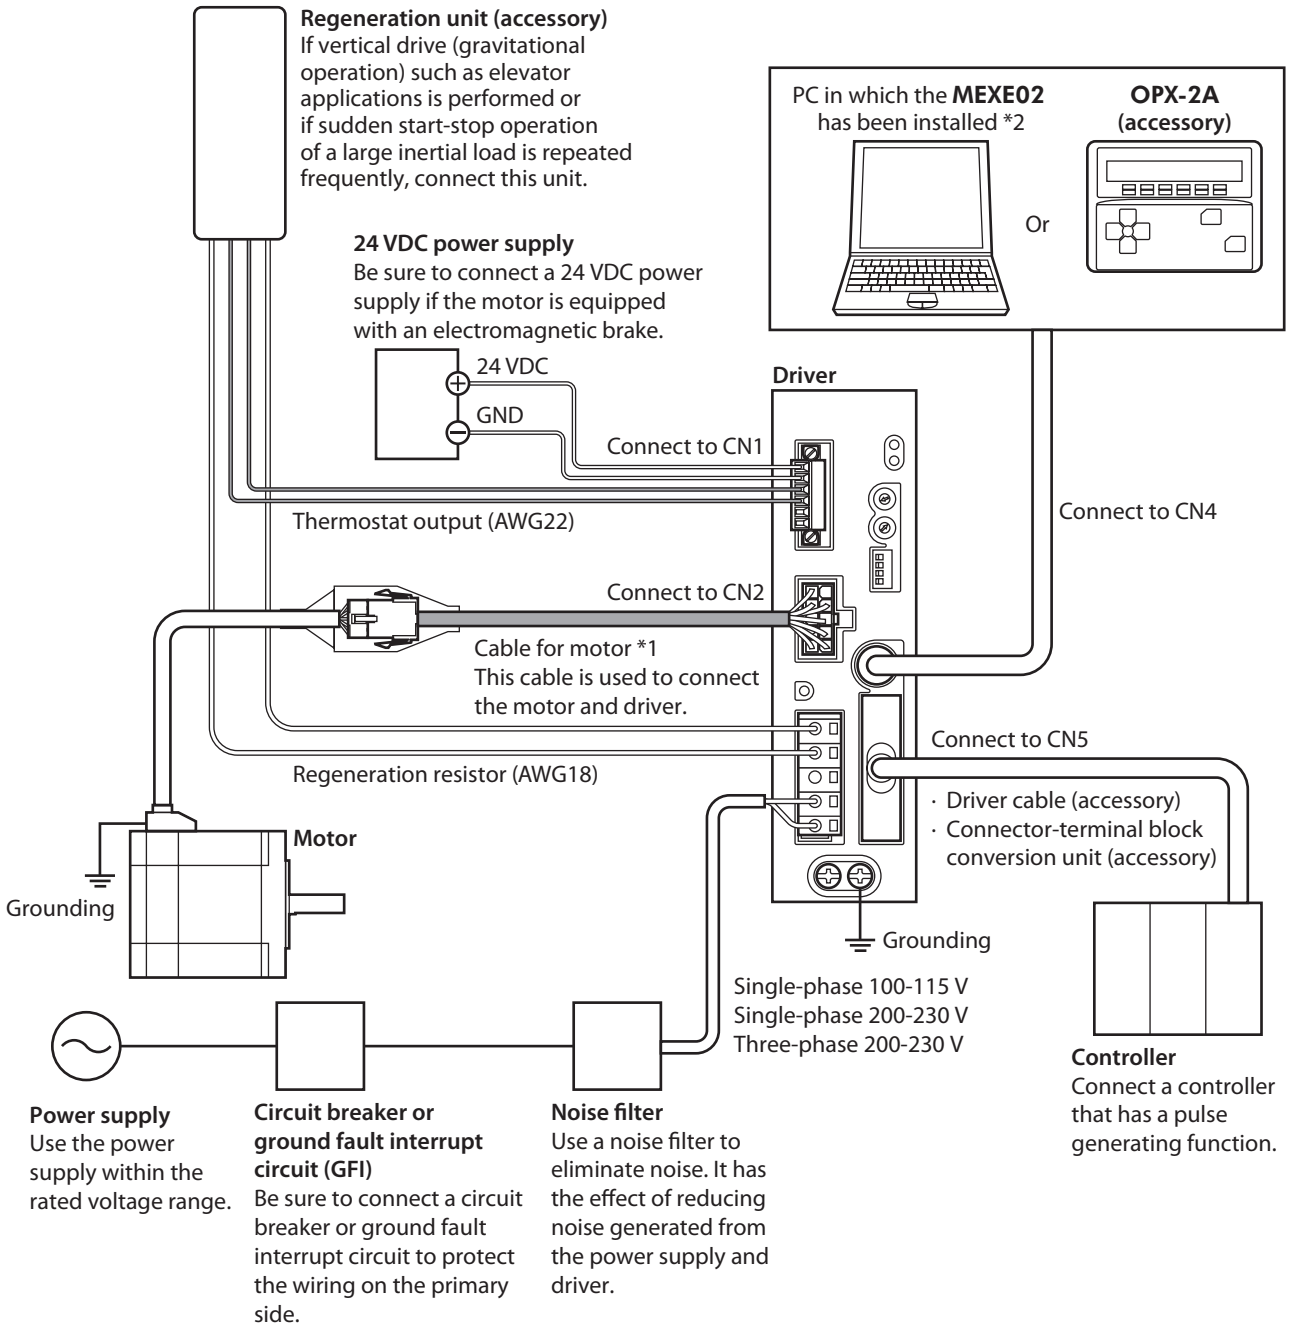 Regeneration unit (accessory)
If vertical drive (gravitational
operation) such as elevator
applications is performed or
if sudden start-stop operation
of a large inertial load is repeated
frequently, connect this unit.
PC in which the MEXE02
has been installed *2
OPX-2A
(accessory)
Or
24 VDC power supply
Be sure to connect a 24 VDC power
supply if the motor is equipped
with an electromagnetic brake.
24 VDC
GND
Driver
Connect to CN1
Thermostat output (AWG22)
Connect to CN4
Connect to CN2
Cable for motor *1
This cable is used to connect
the motor and driver.
Connect to CN5
· Driver cable (accessory)
· Connector-terminal block
conversion unit (accessory)
Regeneration resistor (AWG18)
Motor
Grounding
Grounding
Single-phase 100-115 V
Single-phase 200-230 V
Three-phase 200-230 V
Controller
Connect a controller
that has a pulse
generating function.
Power supply
Use the power
supply within the
rated voltage range.
Circuit breaker or
ground fault interrupt
circuit (GFI)
Be sure to connect a circuit
breaker or ground fault
interrupt circuit to protect
the wiring on the primary
side.
Noise filter
Use a noise filter to
eliminate noise. It has
the effect of reducing
noise generated from
the power supply and
driver.